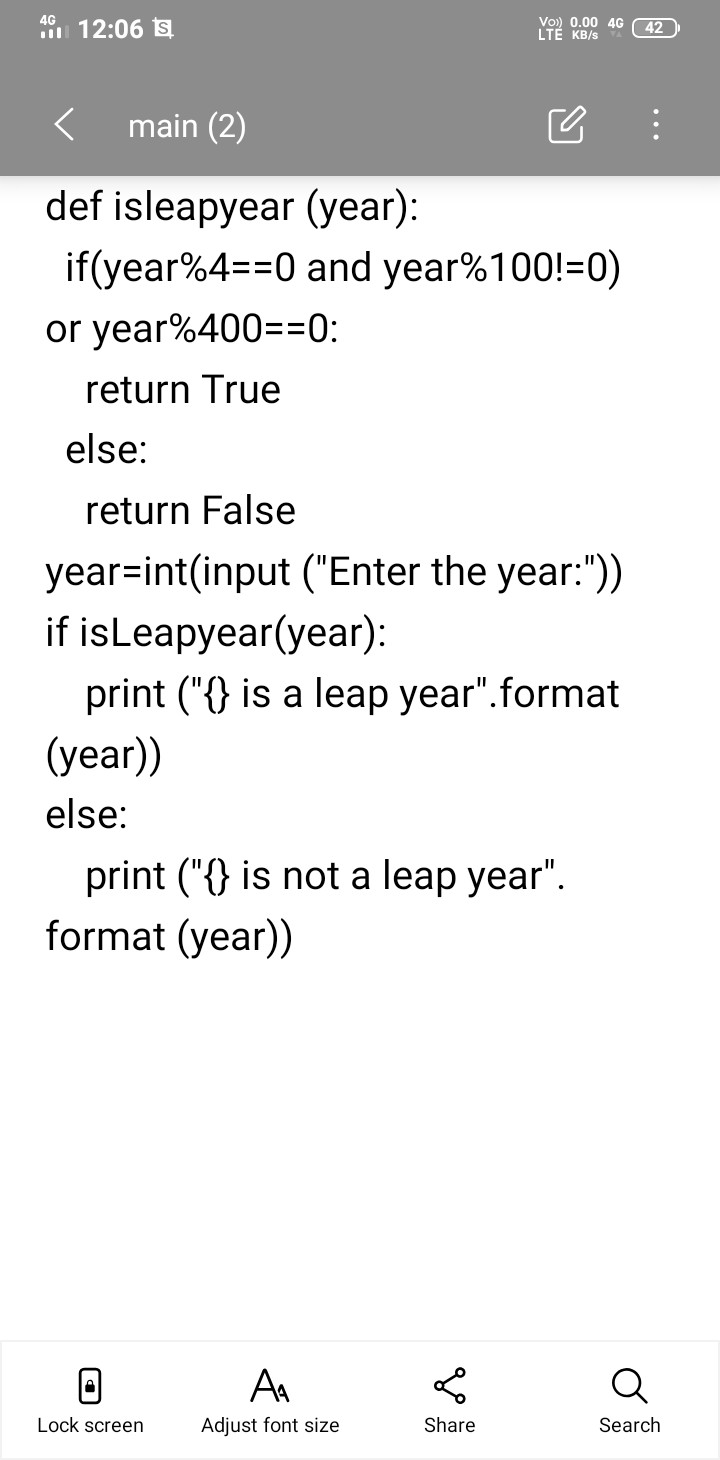 4G 12:06 Vo)) LTE 0.00 KB/s 4G 42
main (2)
def isleapyear (year):
  if(year%4==0 and year%100!=0)
or year%400==0:
    return True
  else:
    return False
year=int(input ("Enter the year:"))
if isLeapyear(year):
    print ("{} is a leap year".format
(year))
else:
    print ("{} is not a leap year".
format (year))
Lock screen
Adjust font size
Share
Search